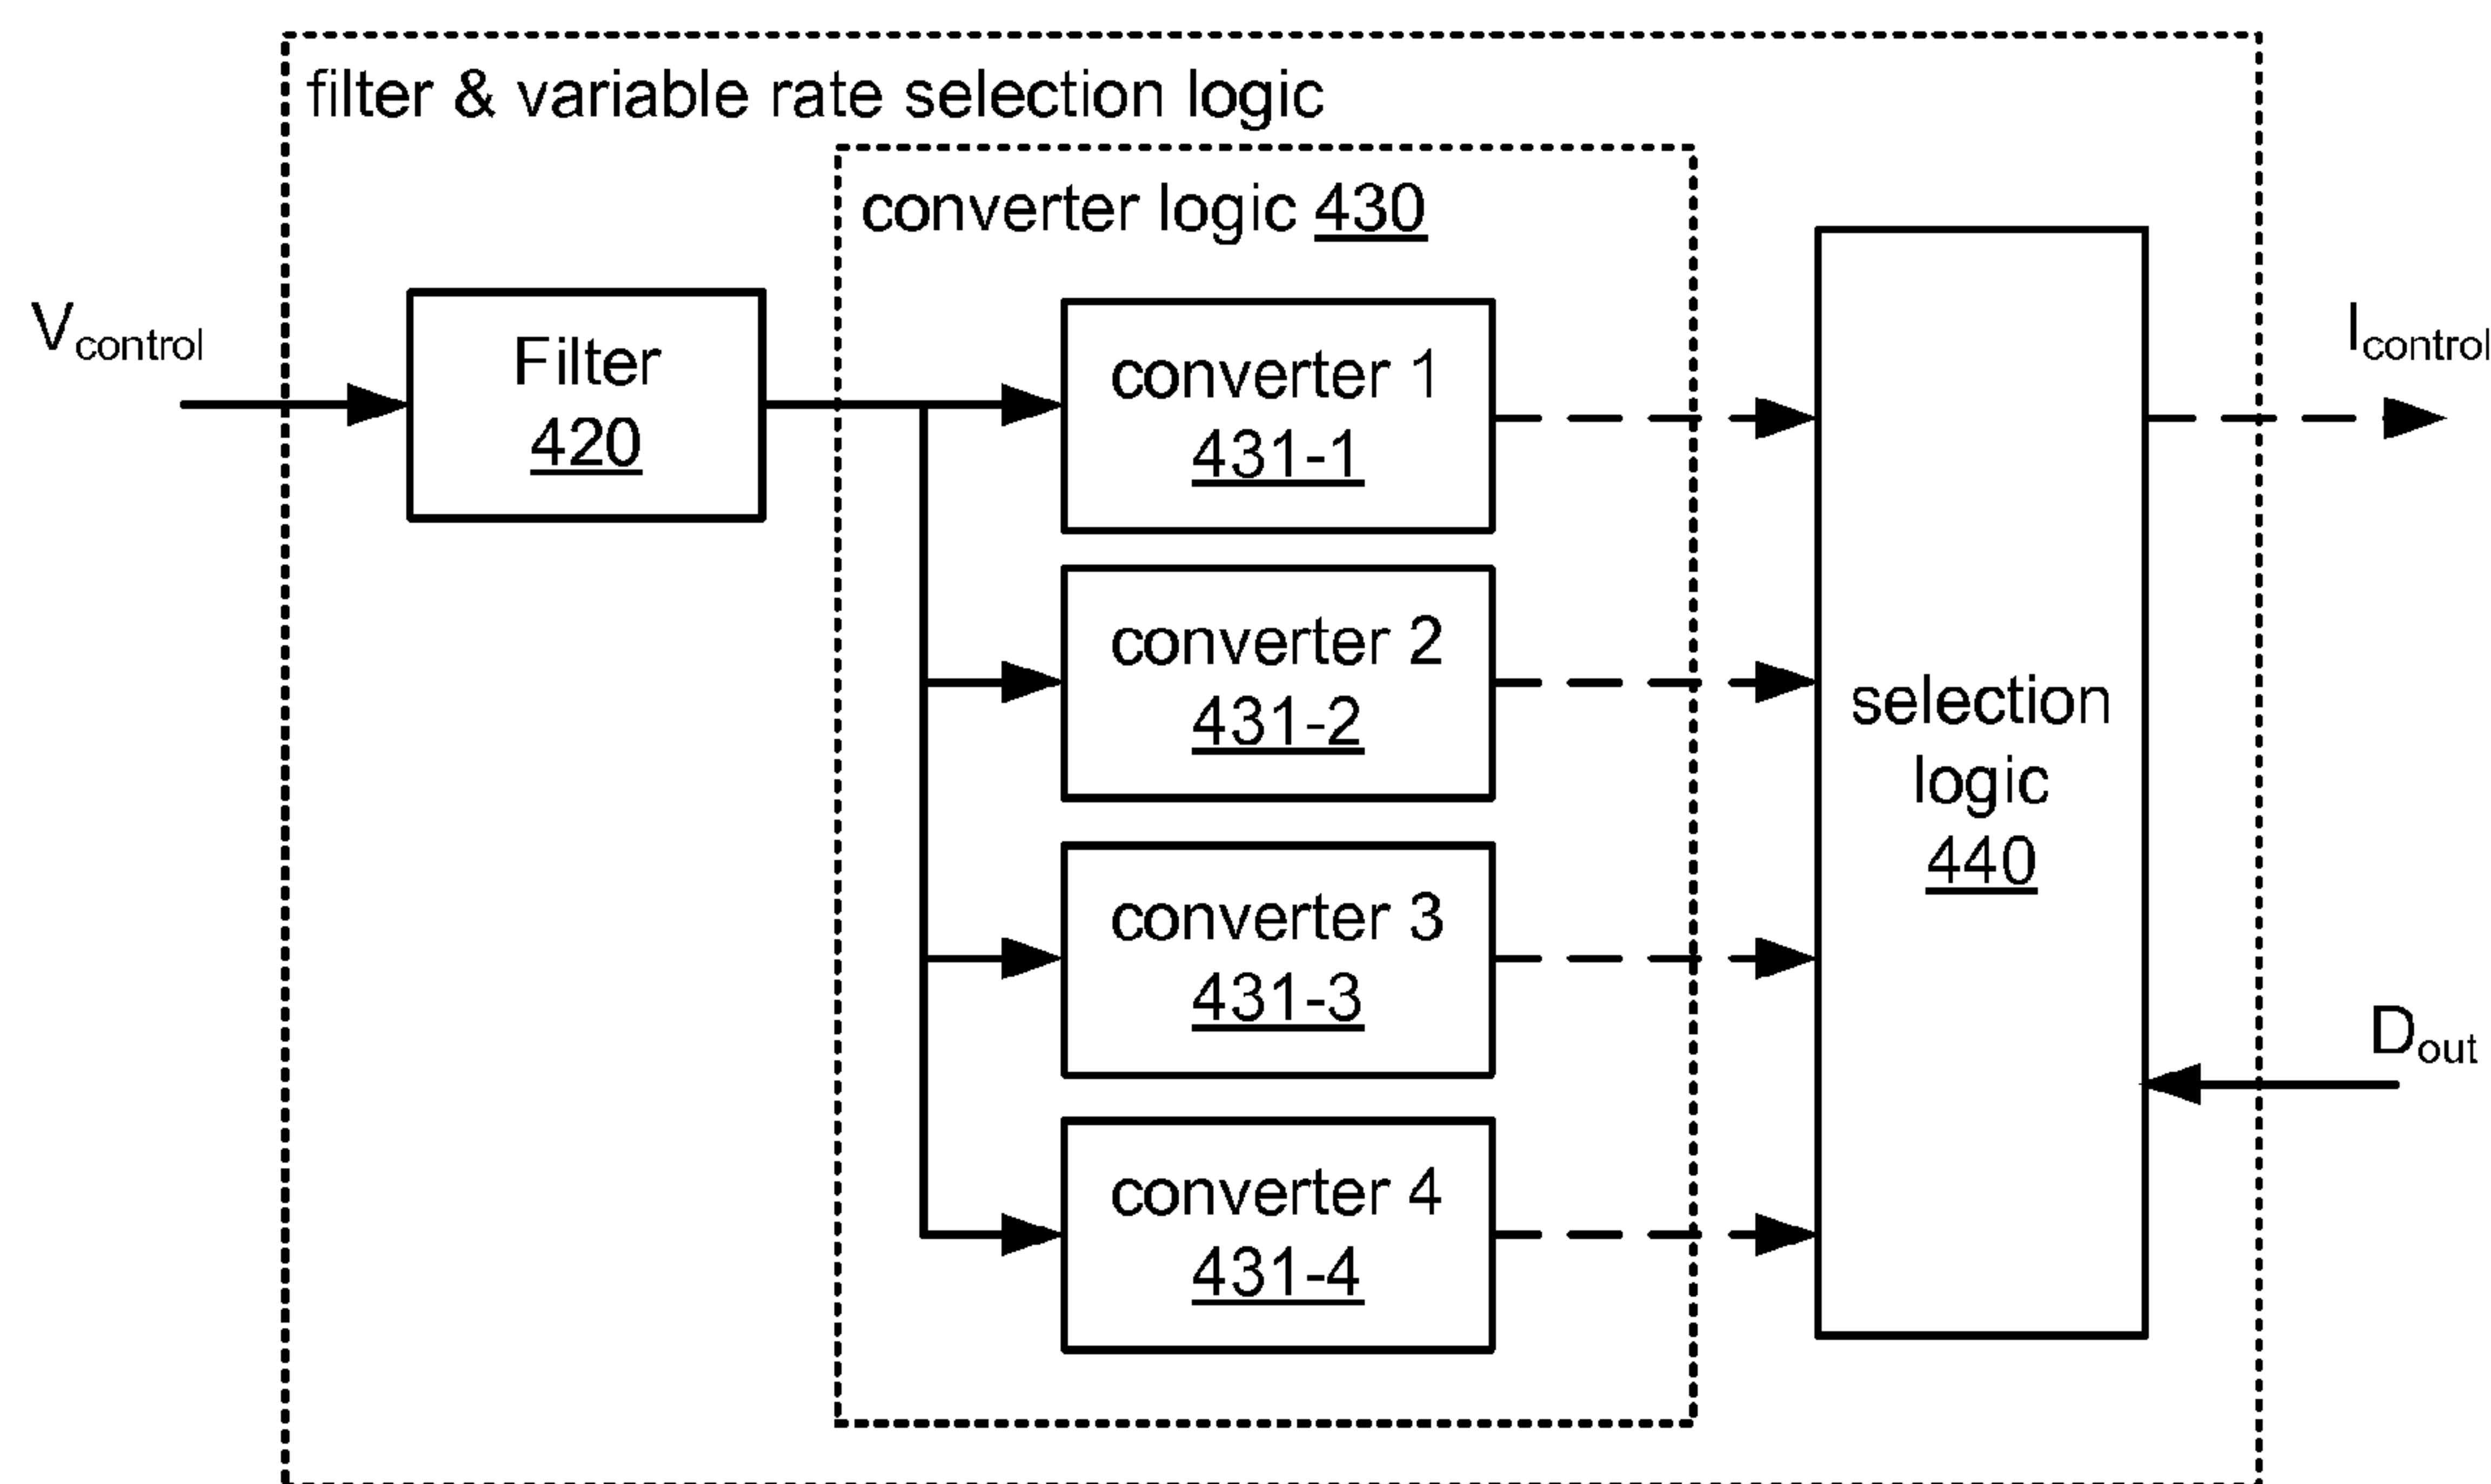 filter & variable rate selection logic
converter logic 430
Vcontrol
Filter
420
converter 1
431-1
converter 2
431-2
converter 3
431-3
converter 4
431-4
selection
logic
440
Icontrol
Dout